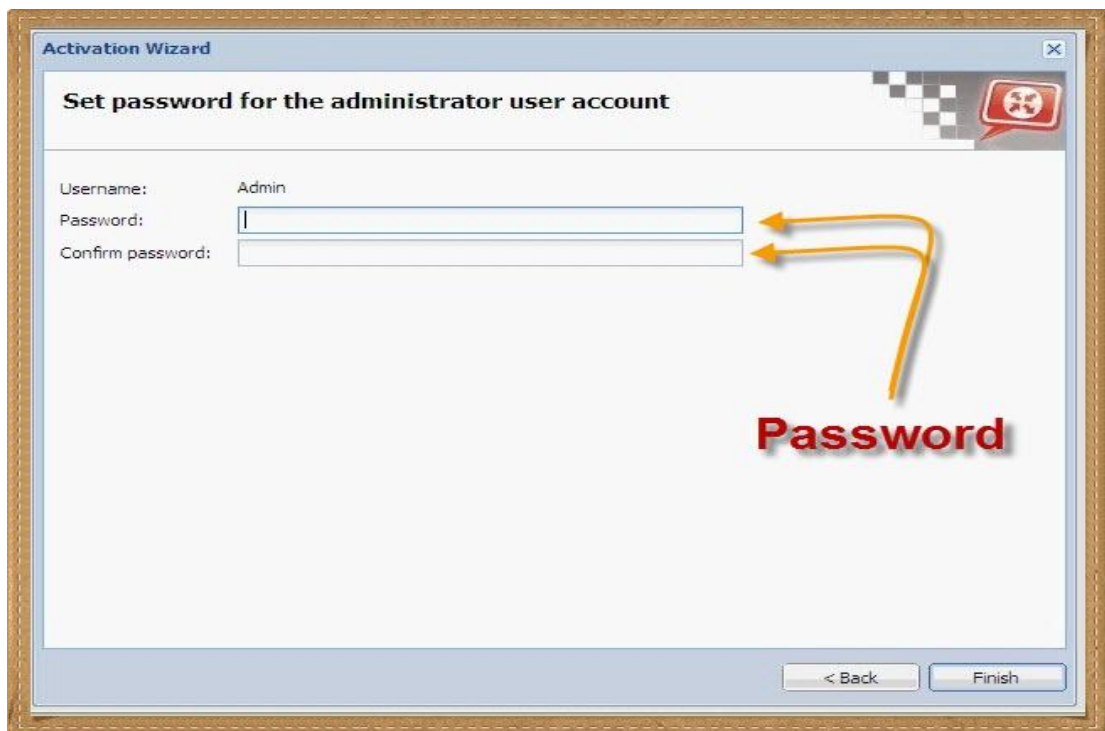 Activation Wizard
Set password for the administrator user account
Username: Admin
Password:
Confirm password:
Password
< Back Finish